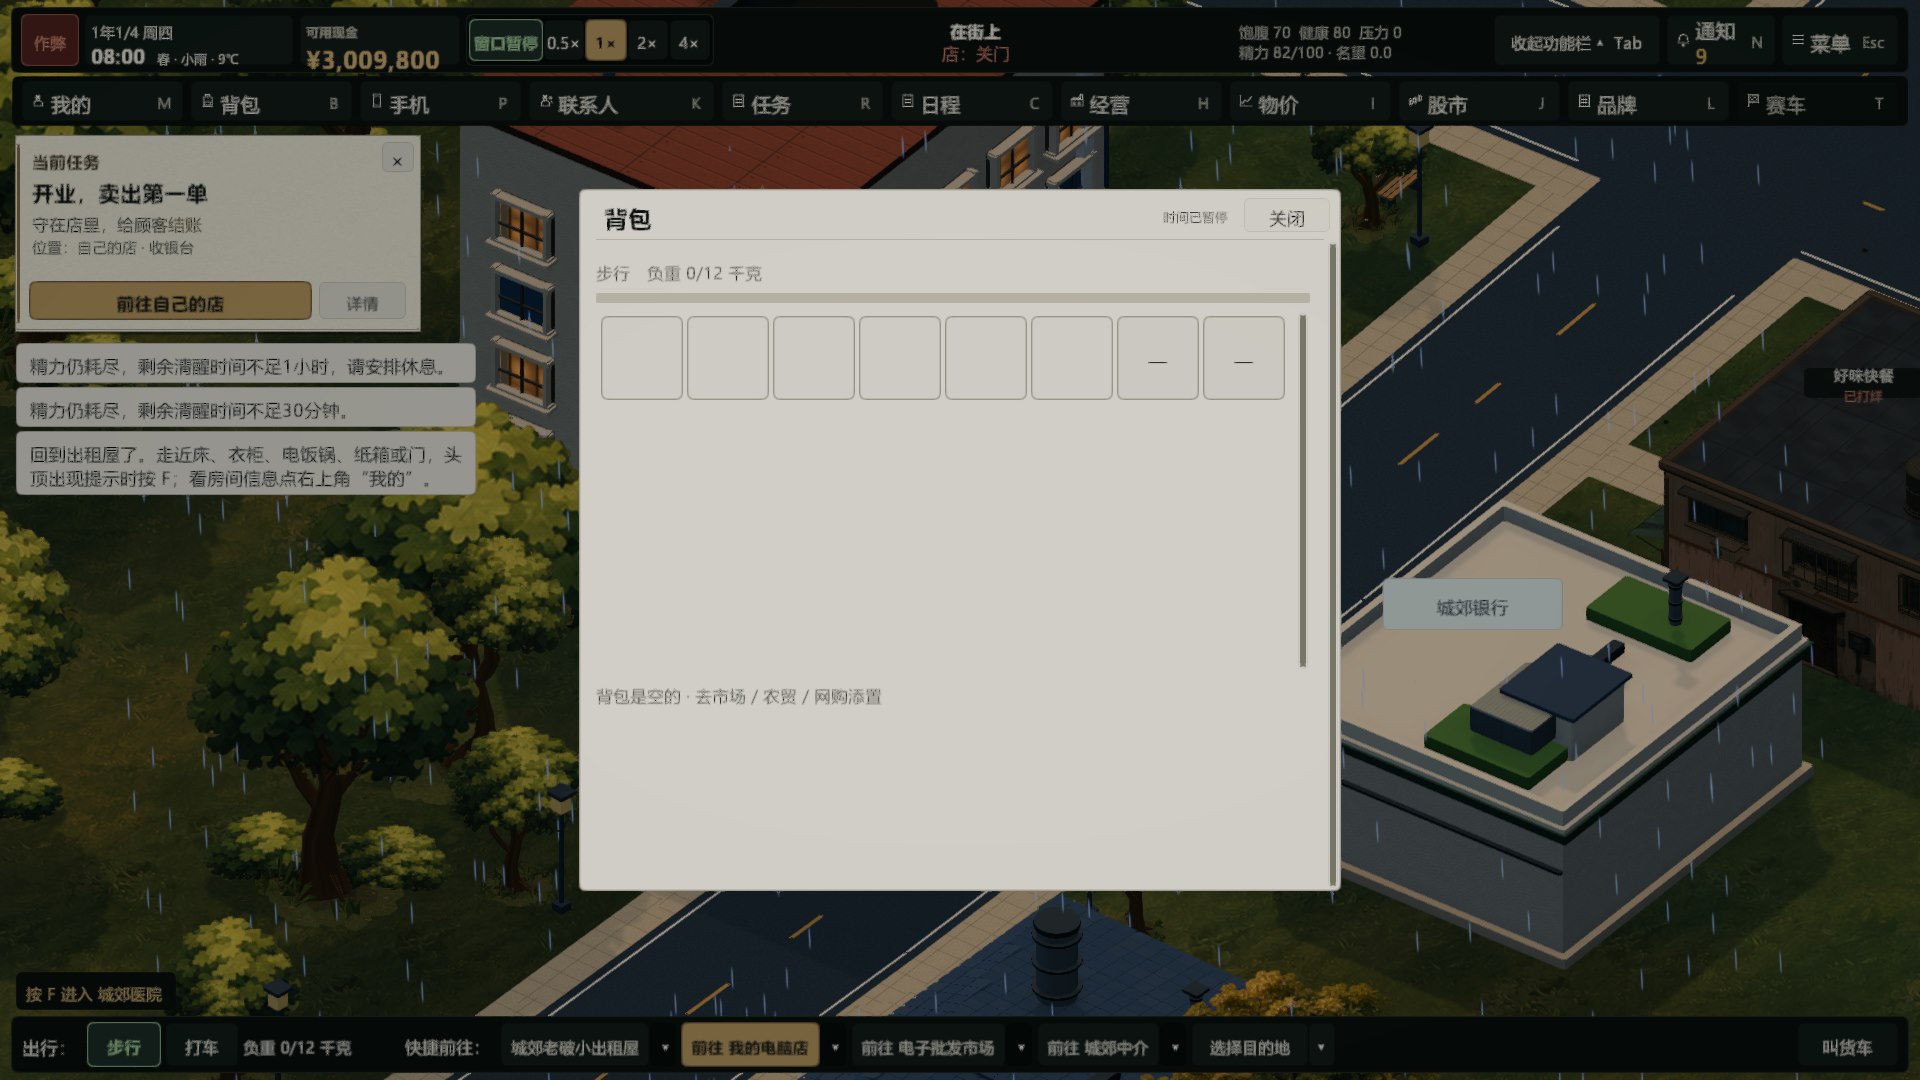 作弊
1年1/4 周四
08:00 春 · 小雨 · 9℃
可用现金
¥3,009,800
窗口暂停 0.5× 1× 2× 4×
在街上
店：关门
饱腹 70 健康 80 压力 0
精力 82/100 · 名望 0.0
收起功能栏 Tab
通知 9 N
菜单 Esc
我的 M
背包 B
手机 P
联系人 K
任务 R
日程 C
经营 H
物价 I
股市 J
品牌 L
赛车 T
当前任务 ×
开业，卖出第一单
守在店里，给顾客结账
位置：自己的店 · 收银台
前往自己的店 详情
精力仍耗尽，剩余清醒时间不足1小时，请安排休息。
精力仍耗尽，剩余清醒时间不足30分钟。
回到出租屋了。走近床、衣柜、电饭锅、纸箱或门，头
顶出现提示时按 F；看房间信息点右上角“我的”。
背包 时间已暂停 关闭
步行 负重 0/12 千克
— —
背包是空的 · 去市场 / 农贸 / 网购添置
好味快餐
已打烊
城郊银行
按 F 进入 城郊医院
出行： 步行 打车 负重 0/12 千克 快捷前往： 城郊老破小出租屋 前往 我的电脑店 前往 电子批发市场 前往 城郊中介 选择目的地 叫货车